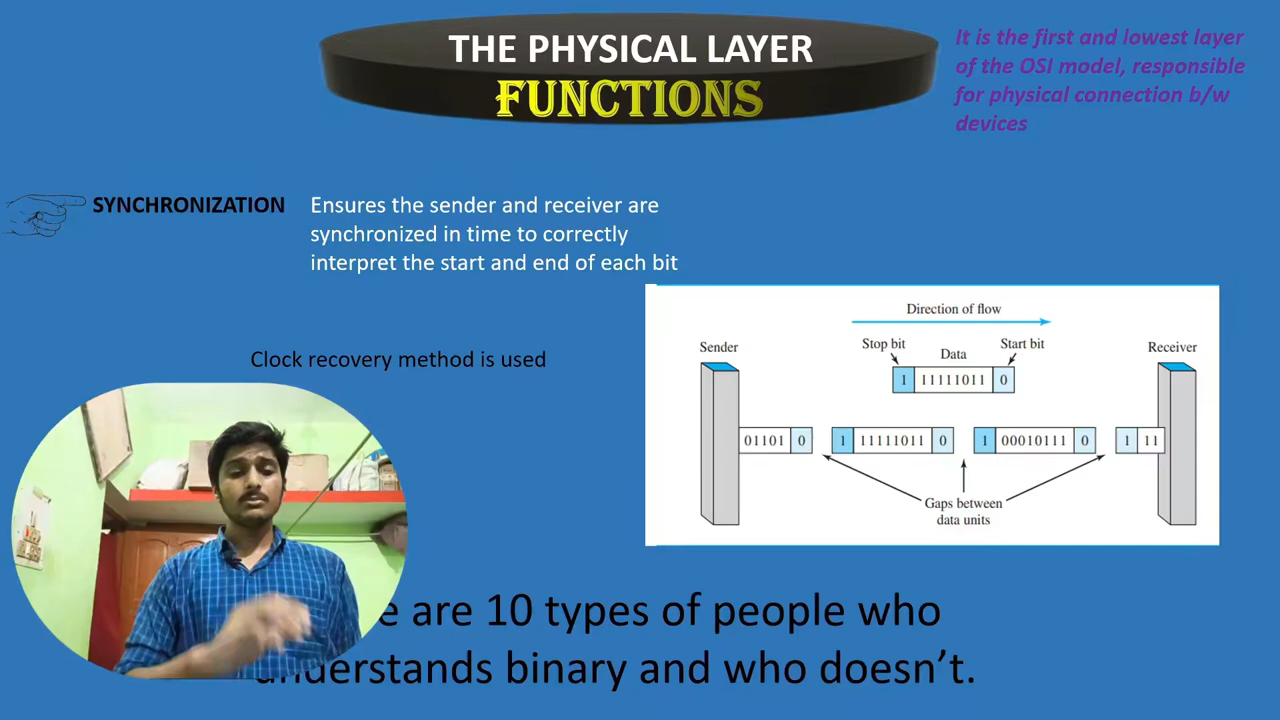 THE PHYSICAL LAYER
FUNCTIONS
It is the first and lowest layer
of the OSI model, responsible
for physical connection b/w
devices
SYNCHRONIZATION
Ensures the sender and receiver are
synchronized in time to correctly
interpret the start and end of each bit
Clock recovery method is used
Direction of flow
Sender
Stop bit
Data
Start bit
Receiver
1 11111011 0
01101 0
1 11111011 0
1 00010111 0
1 11
Gaps between
data units
are 10 types of people who
understands binary and who doesn't.